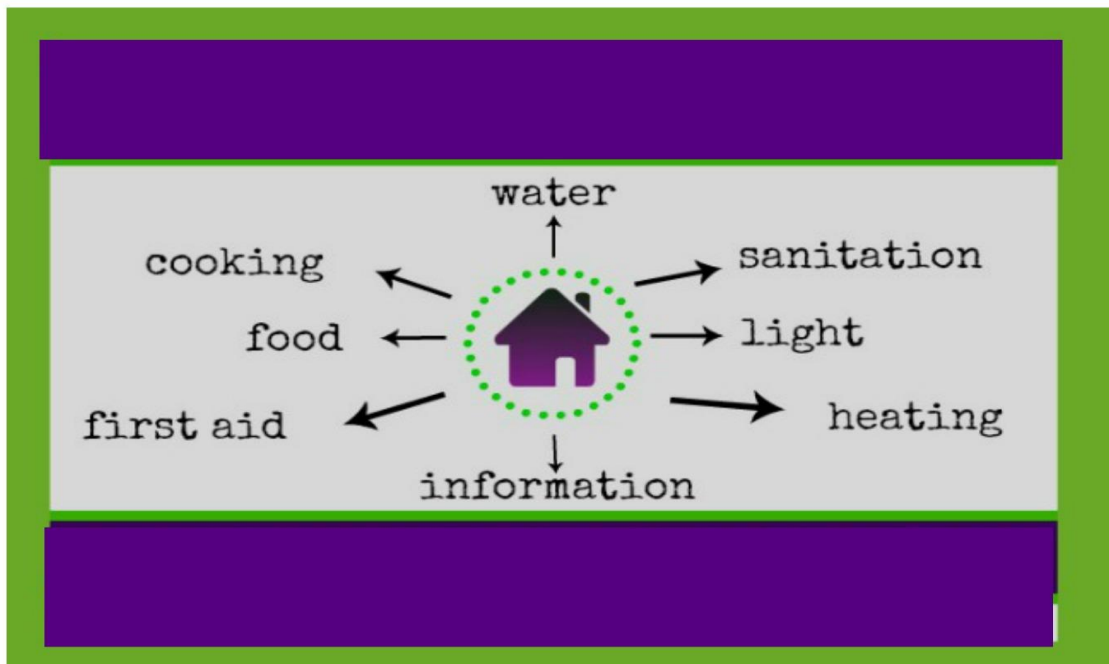 water
cooking
sanitation
food
light
first aid
heating
information